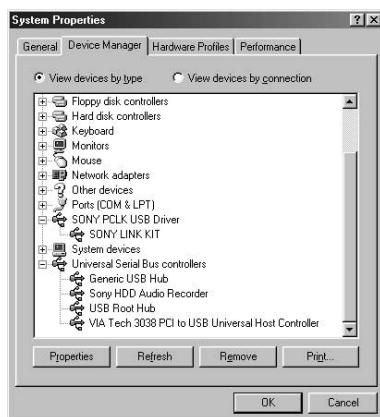 System Properties
General Device Manager Hardware Profiles Performance
View devices by type View devices by connection
Floppy disk controllers
Hard disk controllers
Keyboard
Monitors
Mouse
Network adapters
Other devices
Ports (COM & LPT)
SONY PCLK USB Driver
SONY LINK KIT
System devices
Universal Serial Bus controllers
Generic USB Hub
Sony HDD Audio Recorder
USB Root Hub
VIA Tech 3038 PCI to USB Universal Host Controller
Properties Refresh Remove Print...
OK Cancel